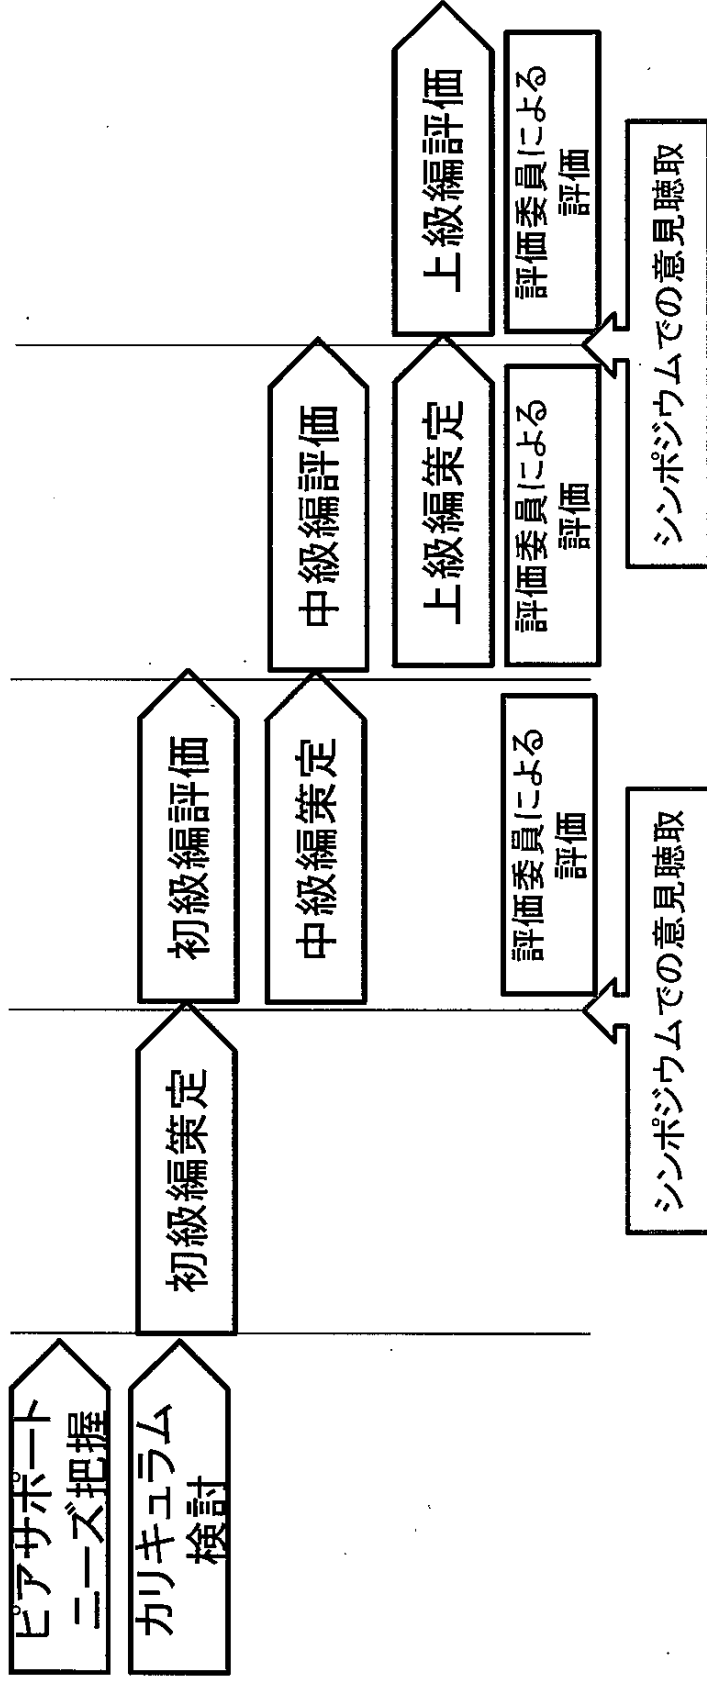 ピアサポート
ニーズ把握
カリキュラム
検討
初級編策定
初級編評価
中級編策定
中級編評価
上級編策定
上級編評価
評価委員による
評価
評価委員による
評価
評価委員による
評価
シンポジウムでの意見聴取
シンポジウムでの意見聴取